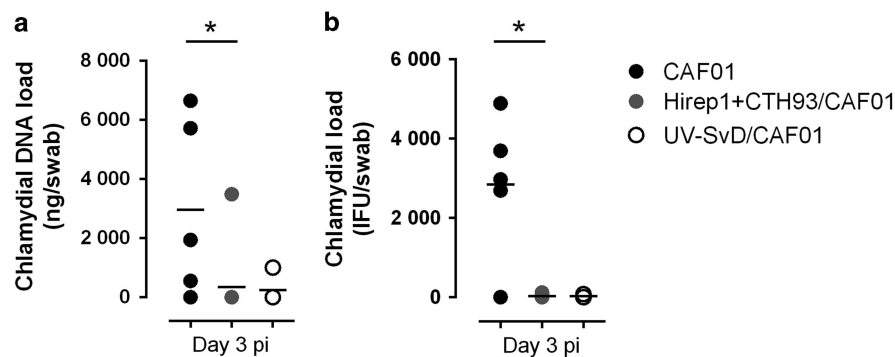 a
*
Chlamydial DNA load
(ng/swab)
8 000
6 000
4 000
2 000
0
Day 3 pi
b
*
Chlamydial load
(IFU/swab)
6 000
4 000
2 000
0
Day 3 pi
CAF01
Hirep1+CTH93/CAF01
UV-SvD/CAF01